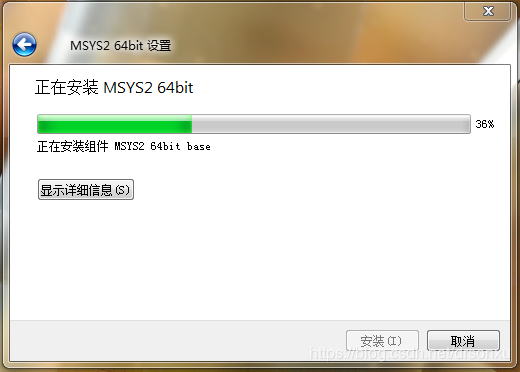 MSYS2 64bit 设置
正在安装 MSYS2 64bit
36%
正在安装组件 MSYS2 64bit base
显示详细信息(S)
安装(I)
取消
https://blog.csdn.net/drsonxu